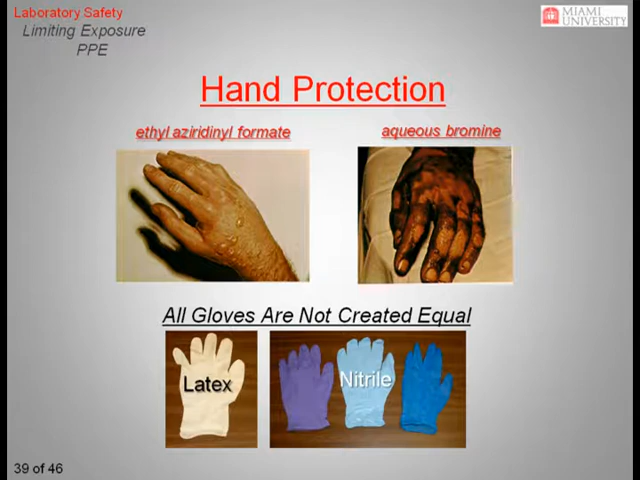 Laboratory Safety
Limiting Exposure
PPE
MIAMI
UNIVERSITY
Hand Protection
ethyl aziridinyl formate
aqueous bromine
All Gloves Are Not Created Equal
Latex
Nitrile
39 of 46